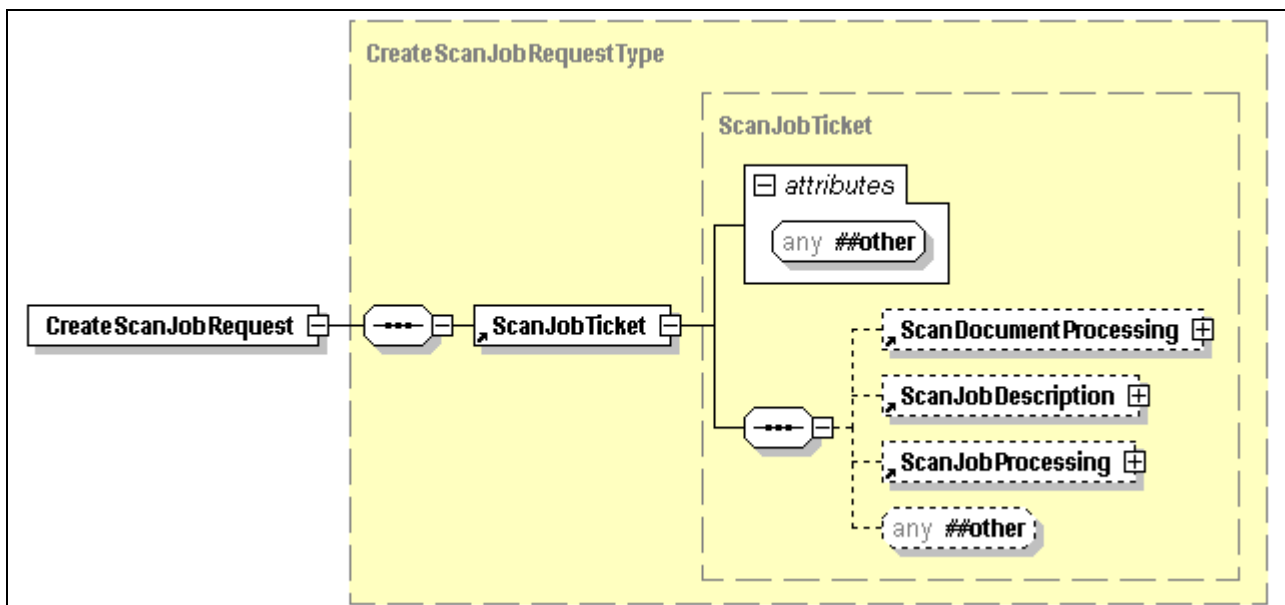 CreateScanJobRequestType
ScanJobTicket
attributes
any ##other
CreateScanJobRequest
ScanJobTicket
ScanDocumentProcessing
ScanJobDescription
ScanJobProcessing
any ##other